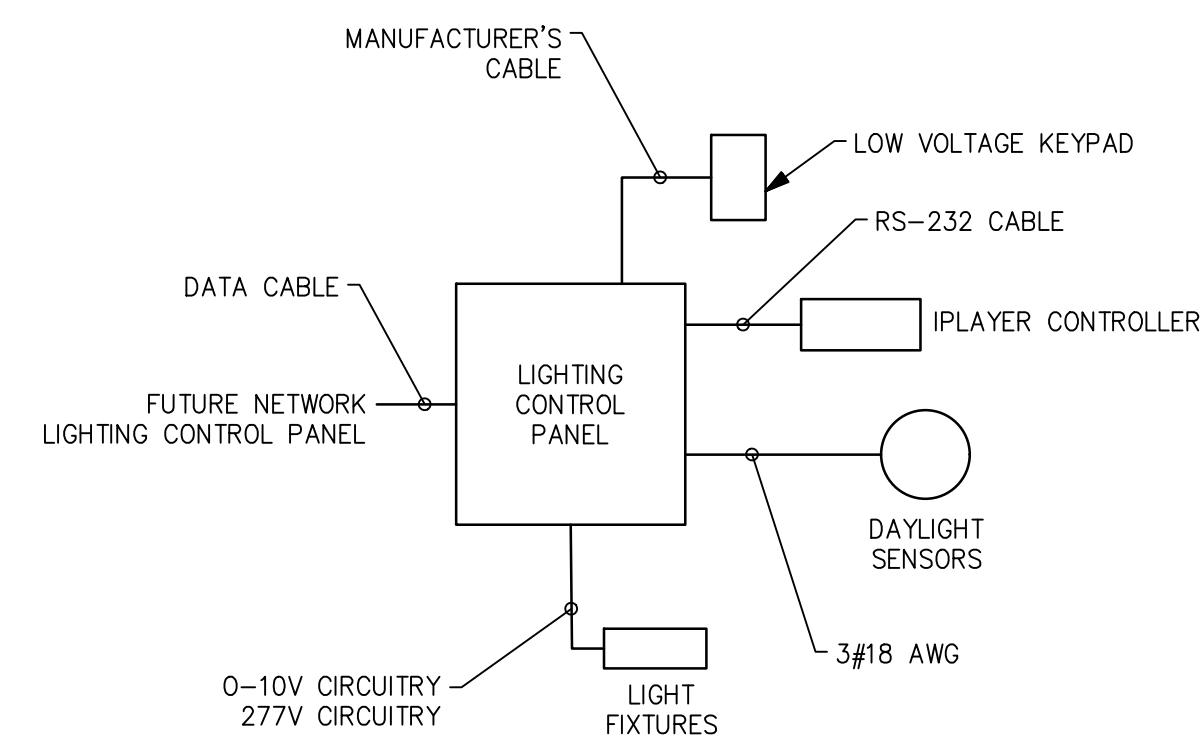 MANUFACTURER'S
CABLE
LOW VOLTAGE KEYPAD
RS-232 CABLE
DATA CABLE
IPLAYER CONTROLLER
LIGHTING
CONTROL
PANEL
FUTURE NETWORK
LIGHTING CONTROL PANEL
DAYLIGHT
SENSORS
3#18 AWG
0-10V CIRCUITRY
277V CIRCUITRY
LIGHT
FIXTURES